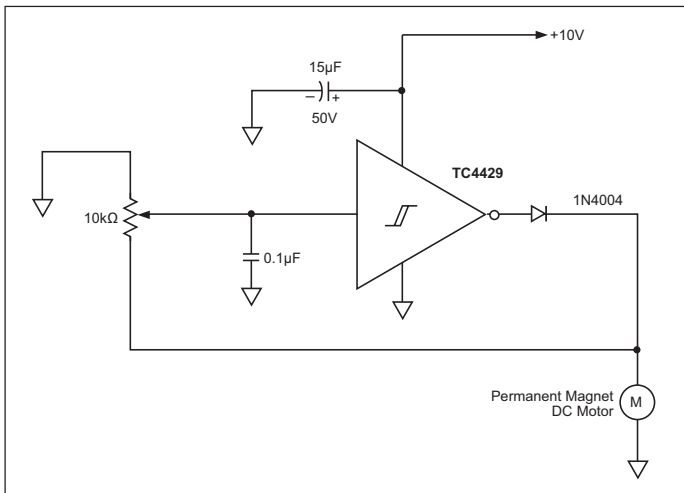 +10V
15µF
50V
TC4429
1N4004
10kΩ
0.1µF
Permanent Magnet
DC Motor
M